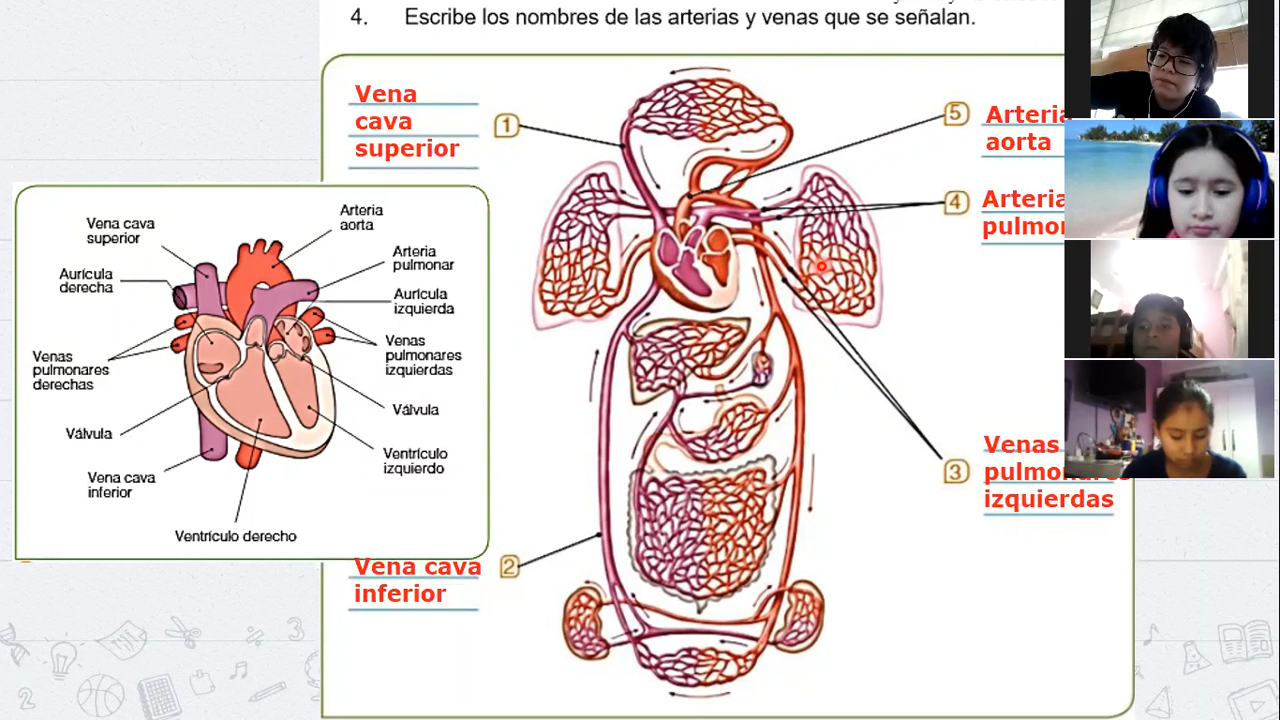 4. Escribe los nombres de las arterias y venas que se señalan.
Vena
cava
superior
1
5
Arteria
aorta
4
Arteria
3
Venas
izquierdas
2
Vena cava
inferior
Vena cava
superior
Arteria
aorta
Aurícula
derecha
Arteria
pulmonar
Aurícula
izquierda
Venas
pulmonares
derechas
Venas
pulmonares
izquierdas
Válvula
Válvula
Vena cava
inferior
Ventrículo
izquierdo
Ventrículo derecho
3
2